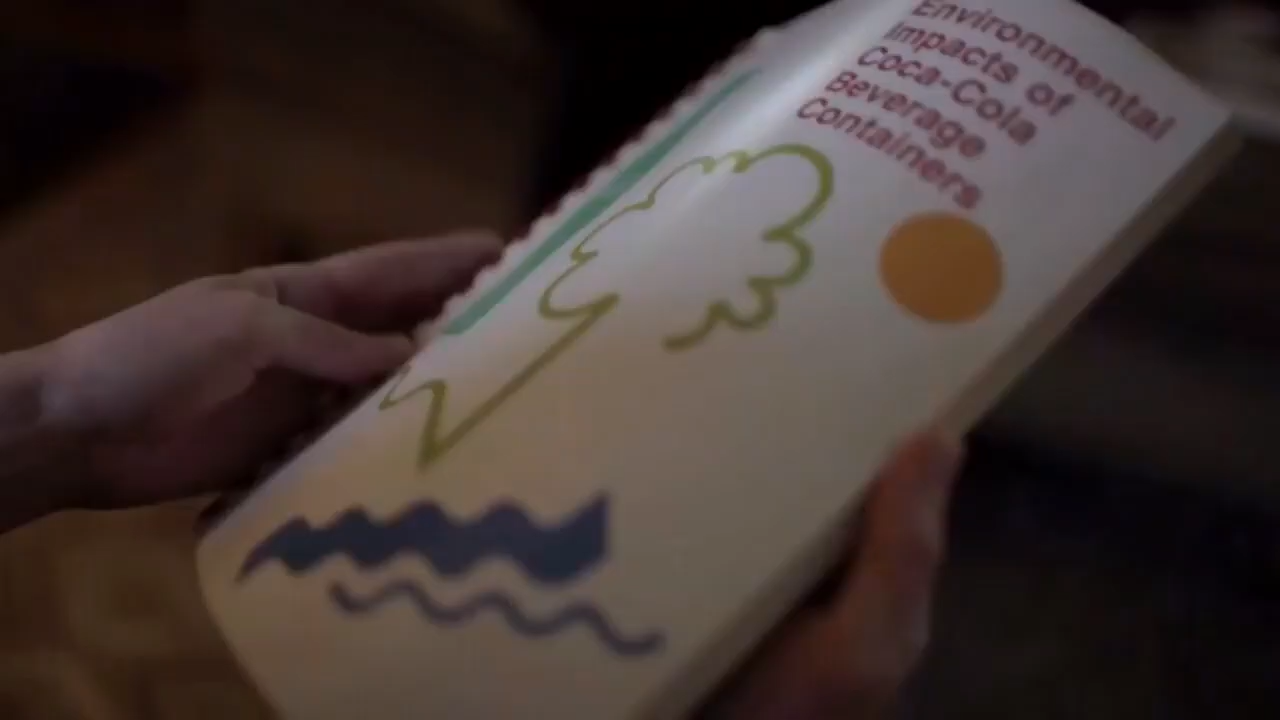 Environmental
Impacts of
Coca-Cola
Beverage
Containers